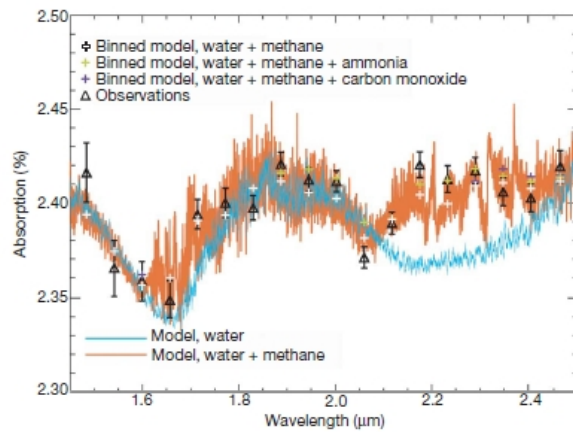 2.50
Binned model, water + methane
Binned model, water + methane + ammonia
Binned model, water + methane + carbon monoxide
Observations
2.45
Absorption (%)
2.40
2.35
Model, water
Model, water + methane
2.30
1.6 1.8 2.0 2.2 2.4
Wavelength (μm)